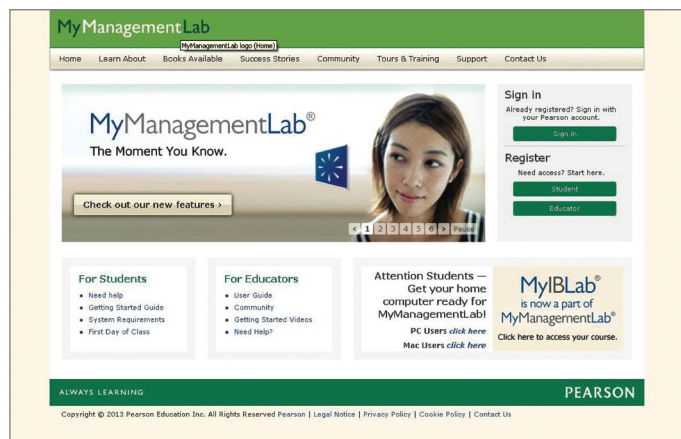 MyManagementLab
MyManagementLab logo (Home)
Home Learn About Books Available Success Stories Community Tours & Training Support Contact Us
MyManagementLab®
The Moment You Know.
Check out our new features ›
< 1 2 3 4 5 6 > Pause
Sign in
Already registered? Sign in with
your Pearson account.
Sign in
Register
Need access? Start here.
Student
Educator
For Students
• Need help
• Getting Started Guide
• System Requirements
• First Day of Class
For Educators
• User Guide
• Community
• Getting Started Videos
• Need Help?
Attention Students —
Get your home
computer ready for
MyManagementLab!
PC Users click here
Mac Users click here
MyIBLab®
is now a part of
MyManagementLab®
Click here to access your course.
ALWAYS LEARNING
PEARSON
Copyright © 2013 Pearson Education Inc. All Rights Reserved Pearson | Legal Notice | Privacy Policy | Cookie Policy | Contact Us